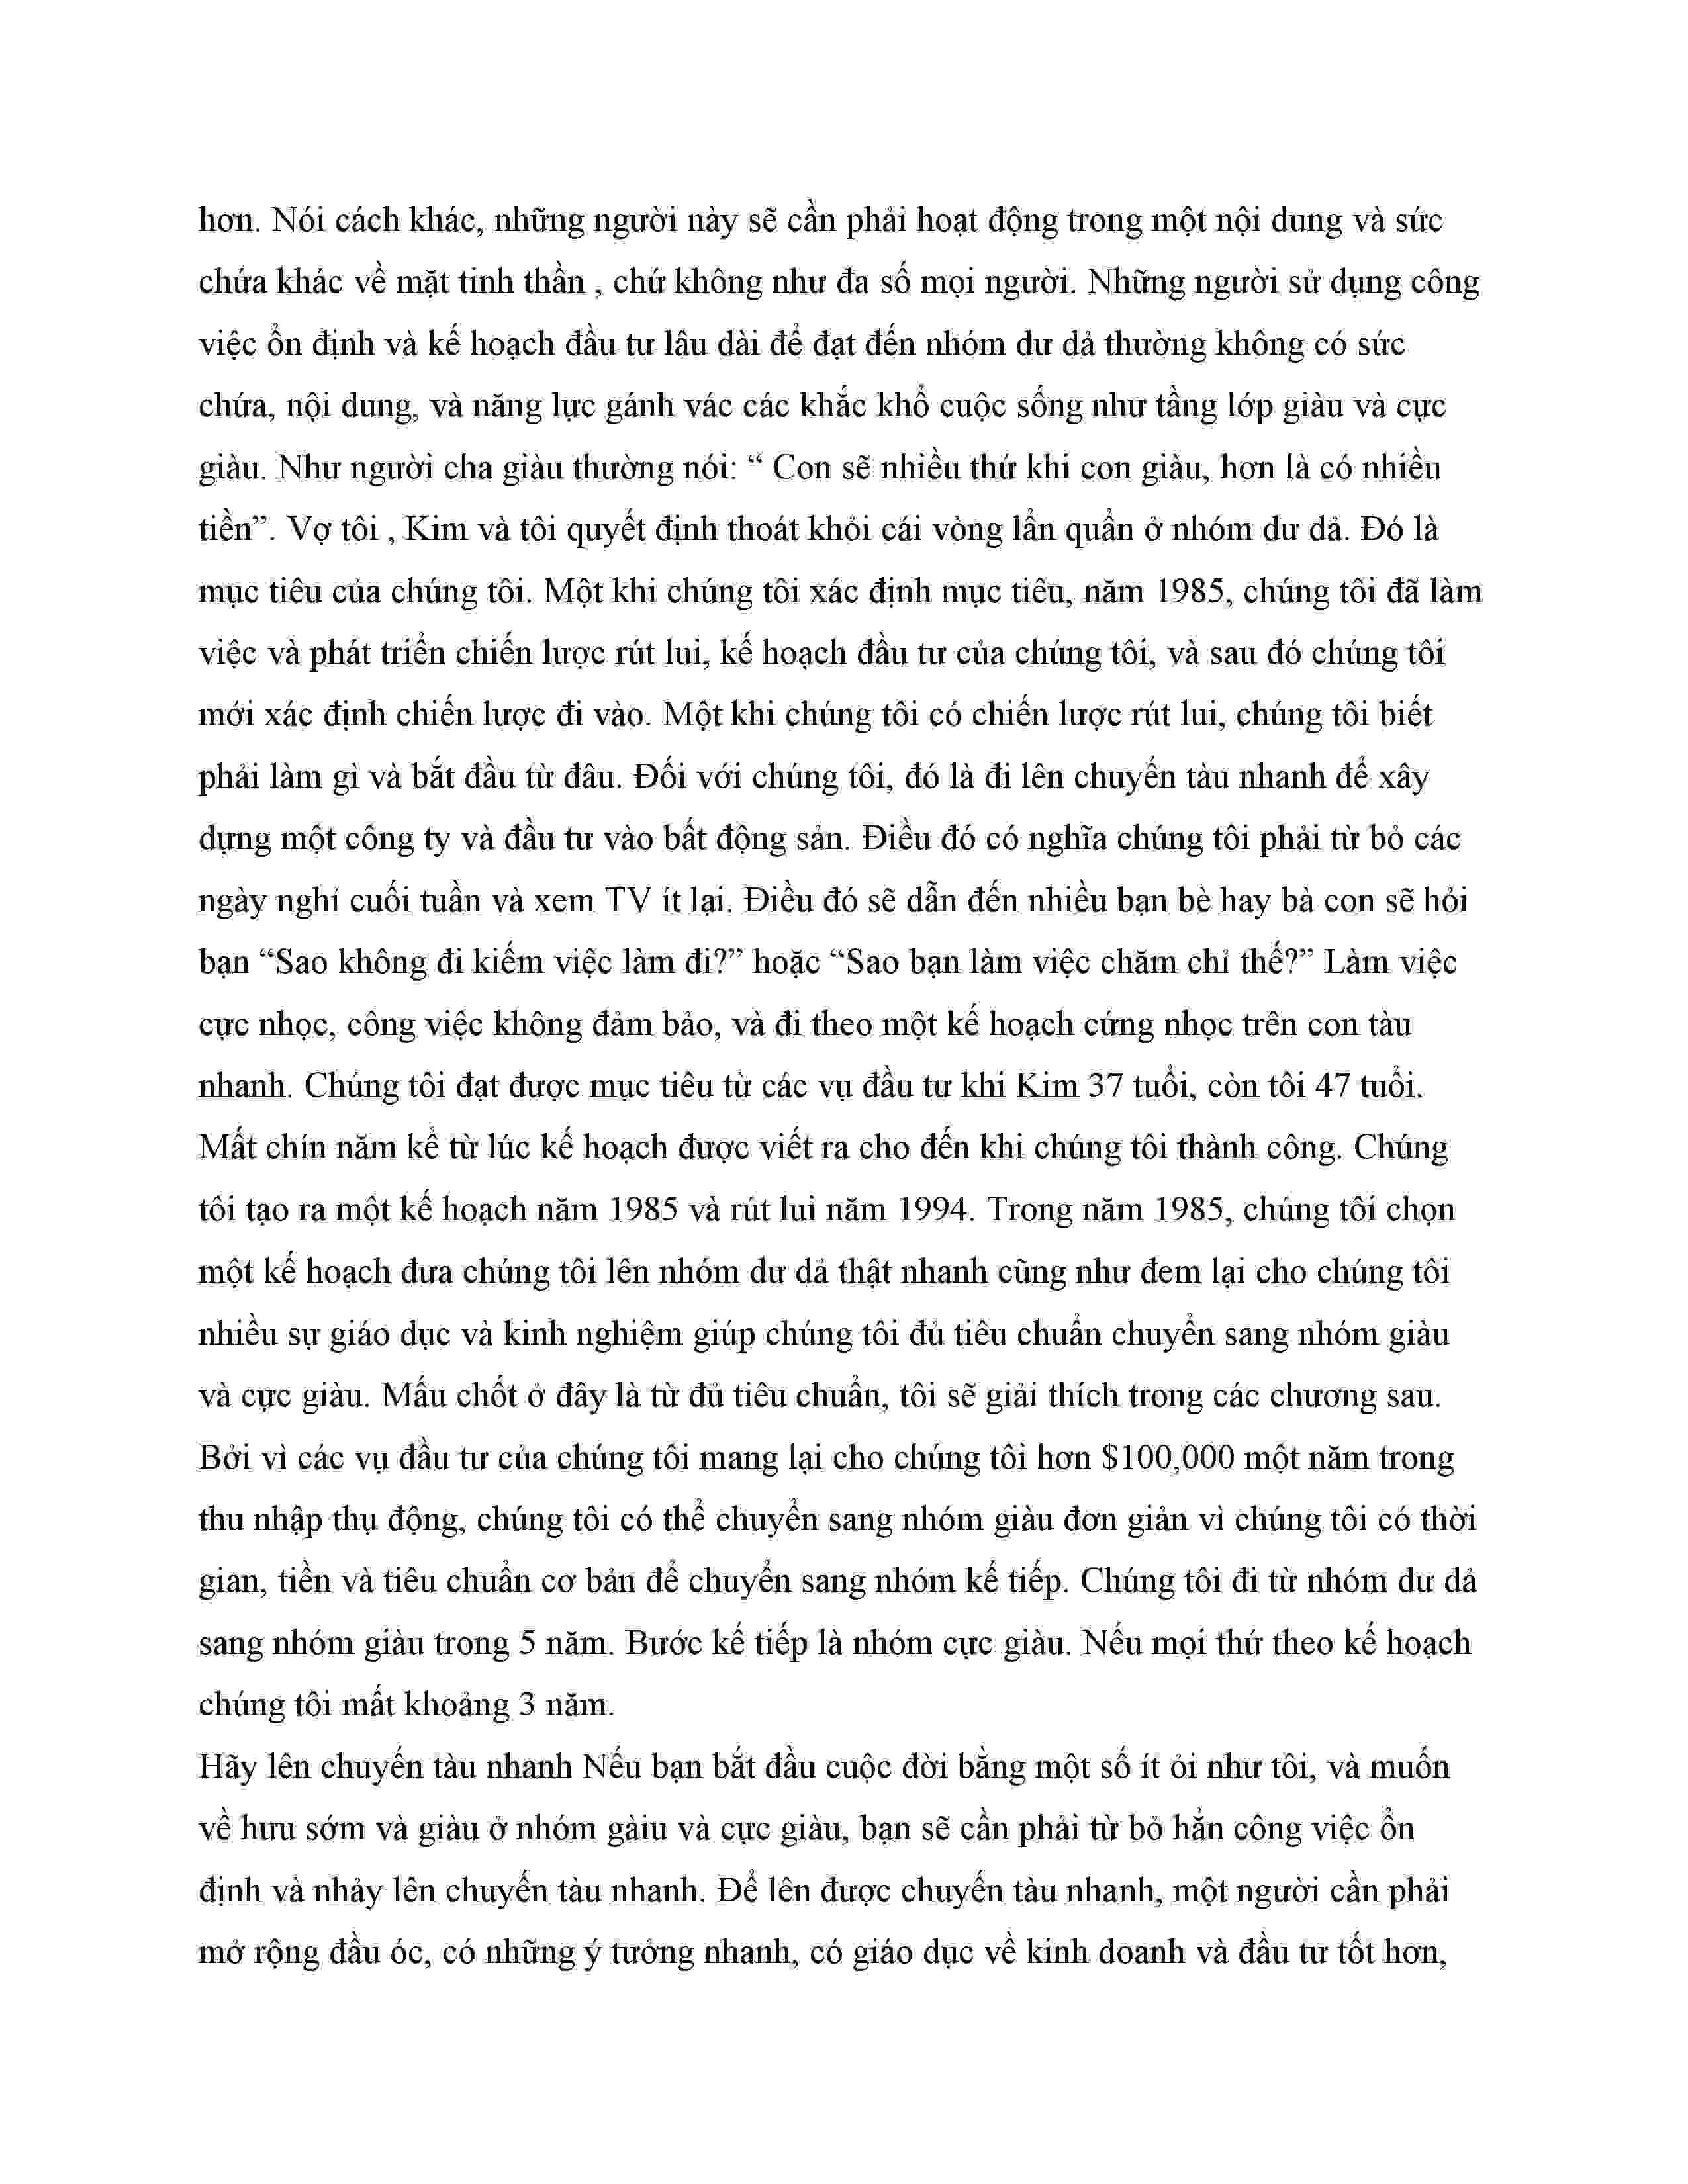 hơn. Nói cách khác, những người này sẽ cần phải hoạt động trong một nội dung và sức
chứa khác về mặt tinh thần , chứ không như đa số mọi người. Những người sử dụng công
việc ổn định và kế hoạch đầu tư lâu dài để đạt đến nhóm dư dả thường không có sức
chứa, nội dung, và năng lực gánh vác các khắc khổ cuộc sống như tầng lớp giàu và cực
giàu. Như người cha giàu thường nói: “ Con sẽ nhiều thứ khi con giàu, hơn là có nhiều
tiền”. Vợ tôi , Kim và tôi quyết định thoát khỏi cái vòng lẩn quẩn ở nhóm dư dả. Đó là
mục tiêu của chúng tôi. Một khi chúng tôi xác định mục tiêu, năm 1985, chúng tôi đã làm
việc và phát triển chiến lược rút lui, kế hoạch đầu tư của chúng tôi, và sau đó chúng tôi
mới xác định chiến lược đi vào. Một khi chúng tôi có chiến lược rút lui, chúng tôi biết
phải làm gì và bắt đầu từ đâu. Đối với chúng tôi, đó là đi lên chuyến tàu nhanh để xây
dựng một công ty và đầu tư vào bất động sản. Điều đó có nghĩa chúng tôi phải từ bỏ các
ngày nghỉ cuối tuần và xem TV ít lại. Điều đó sẽ dẫn đến nhiều bạn bè hay bà con sẽ hỏi
bạn “Sao không đi kiếm việc làm đi?” hoặc “Sao bạn làm việc chăm chỉ thế?” Làm việc
cực nhọc, công việc không đảm bảo, và đi theo một kế hoạch cứng nhọc trên con tàu
nhanh. Chúng tôi đạt được mục tiêu từ các vụ đầu tư khi Kim 37 tuổi, còn tôi 47 tuổi.
Mất chín năm kể từ lúc kế hoạch được viết ra cho đến khi chúng tôi thành công. Chúng
tôi tạo ra một kế hoạch năm 1985 và rút lui năm 1994. Trong năm 1985, chúng tôi chọn
một kế hoạch đưa chúng tôi lên nhóm dư dả thật nhanh cũng như đem lại cho chúng tôi
nhiều sự giáo dục và kinh nghiệm giúp chúng tôi đủ tiêu chuẩn chuyển sang nhóm giàu
và cực giàu. Mấu chốt ở đây là từ đủ tiêu chuẩn, tôi sẽ giải thích trong các chương sau.
Bởi vì các vụ đầu tư của chúng tôi mang lại cho chúng tôi hơn $100,000 một năm trong
thu nhập thụ động, chúng tôi có thể chuyển sang nhóm giàu đơn giản vì chúng tôi có thời
gian, tiền và tiêu chuẩn cơ bản để chuyển sang nhóm kế tiếp. Chúng tôi đi từ nhóm dư dả
sang nhóm giàu trong 5 năm. Bước kế tiếp là nhóm cực giàu. Nếu mọi thứ theo kế hoạch
chúng tôi mất khoảng 3 năm.
Hãy lên chuyến tàu nhanh Nếu bạn bắt đầu cuộc đời bằng một số ít ỏi như tôi, và muốn
về hưu sớm và giàu ở nhóm gàiu và cực giàu, bạn sẽ cần phải từ bỏ hẳn công việc ổn
định và nhảy lên chuyến tàu nhanh. Để lên được chuyến tàu nhanh, một người cần phải
mở rộng đầu óc, có những ý tưởng nhanh, có giáo dục về kinh doanh và đầu tư tốt hơn,